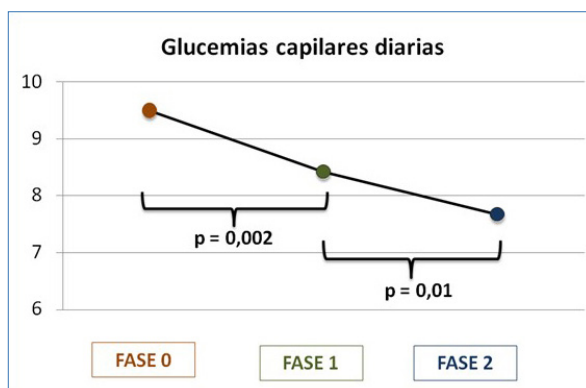 Glucemias capilares diarias
10
9
8
7
6
p = 0,002
p = 0,01
FASE 0
FASE 1
FASE 2